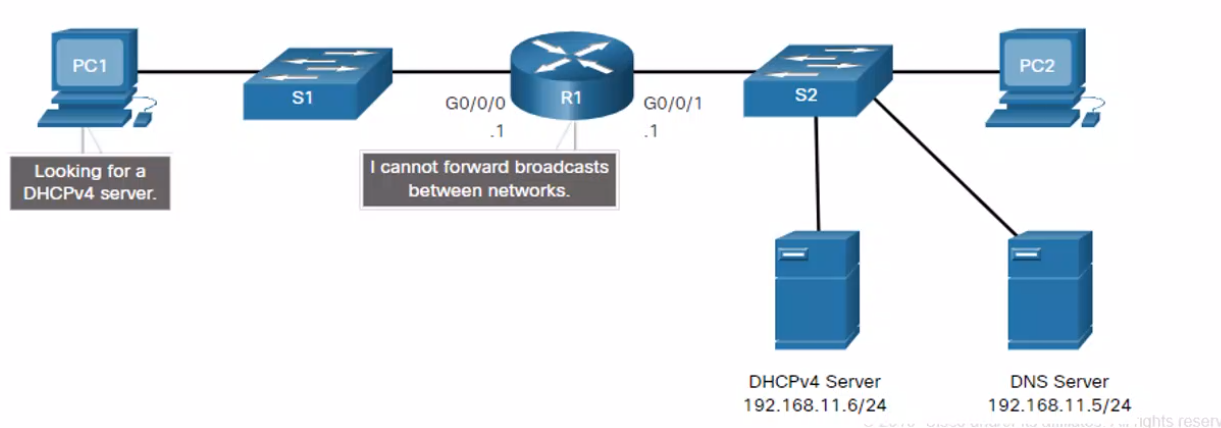 PC1
S1
G0/0/0
.1
R1
G0/0/1
.1
S2
PC2
Looking for a
DHCPv4 server.
I cannot forward broadcasts
between networks.
DHCPv4 Server
192.168.11.6/24
DNS Server
192.168.11.5/24